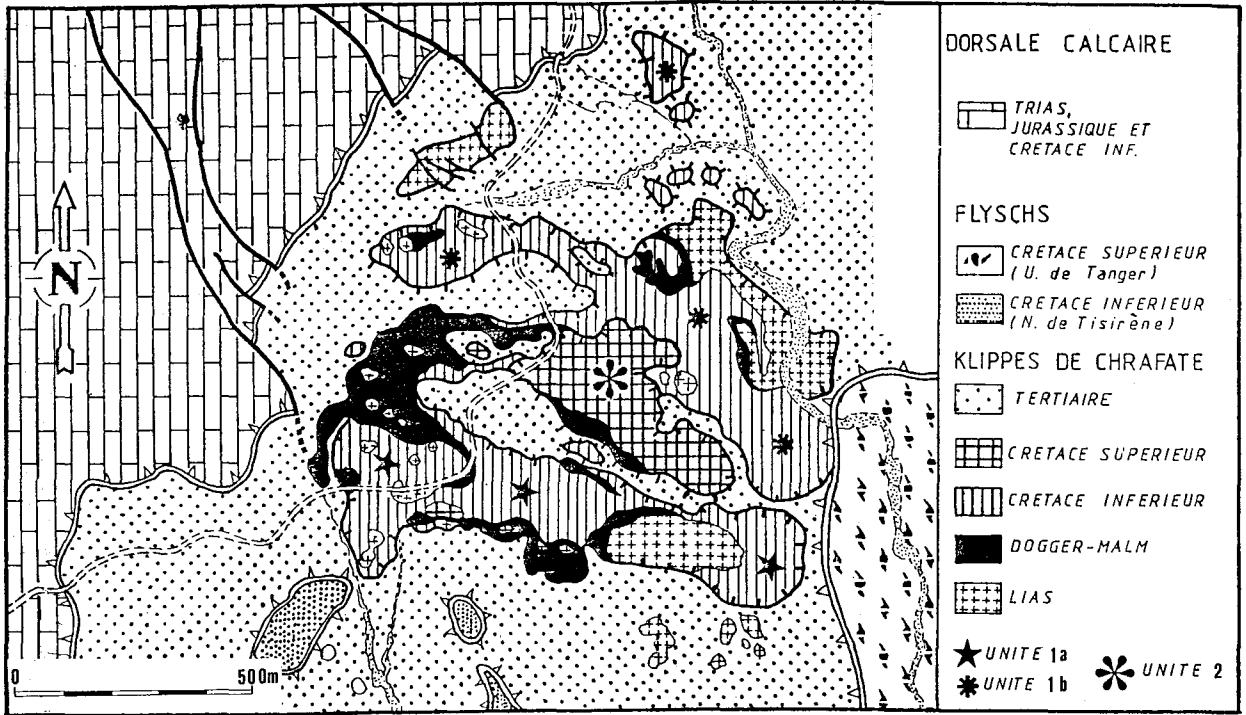 N
0 500m
DORSALE CALCAIRE
TRIAS,
JURASSIQUE ET
CRETACE INF.
FLYSCHS
CRETACE SUPERIEUR
(U. de Tanger)
CRETACE INFERIEUR
(N. de Tisirène)
KLIPPES DE CHRAFATE
TERTIAIRE
CRETACE SUPERIEUR
CRETACE INFERIEUR
DOGGER-MALM
LIAS
UNITE 1a
UNITE 1b
UNITE 2